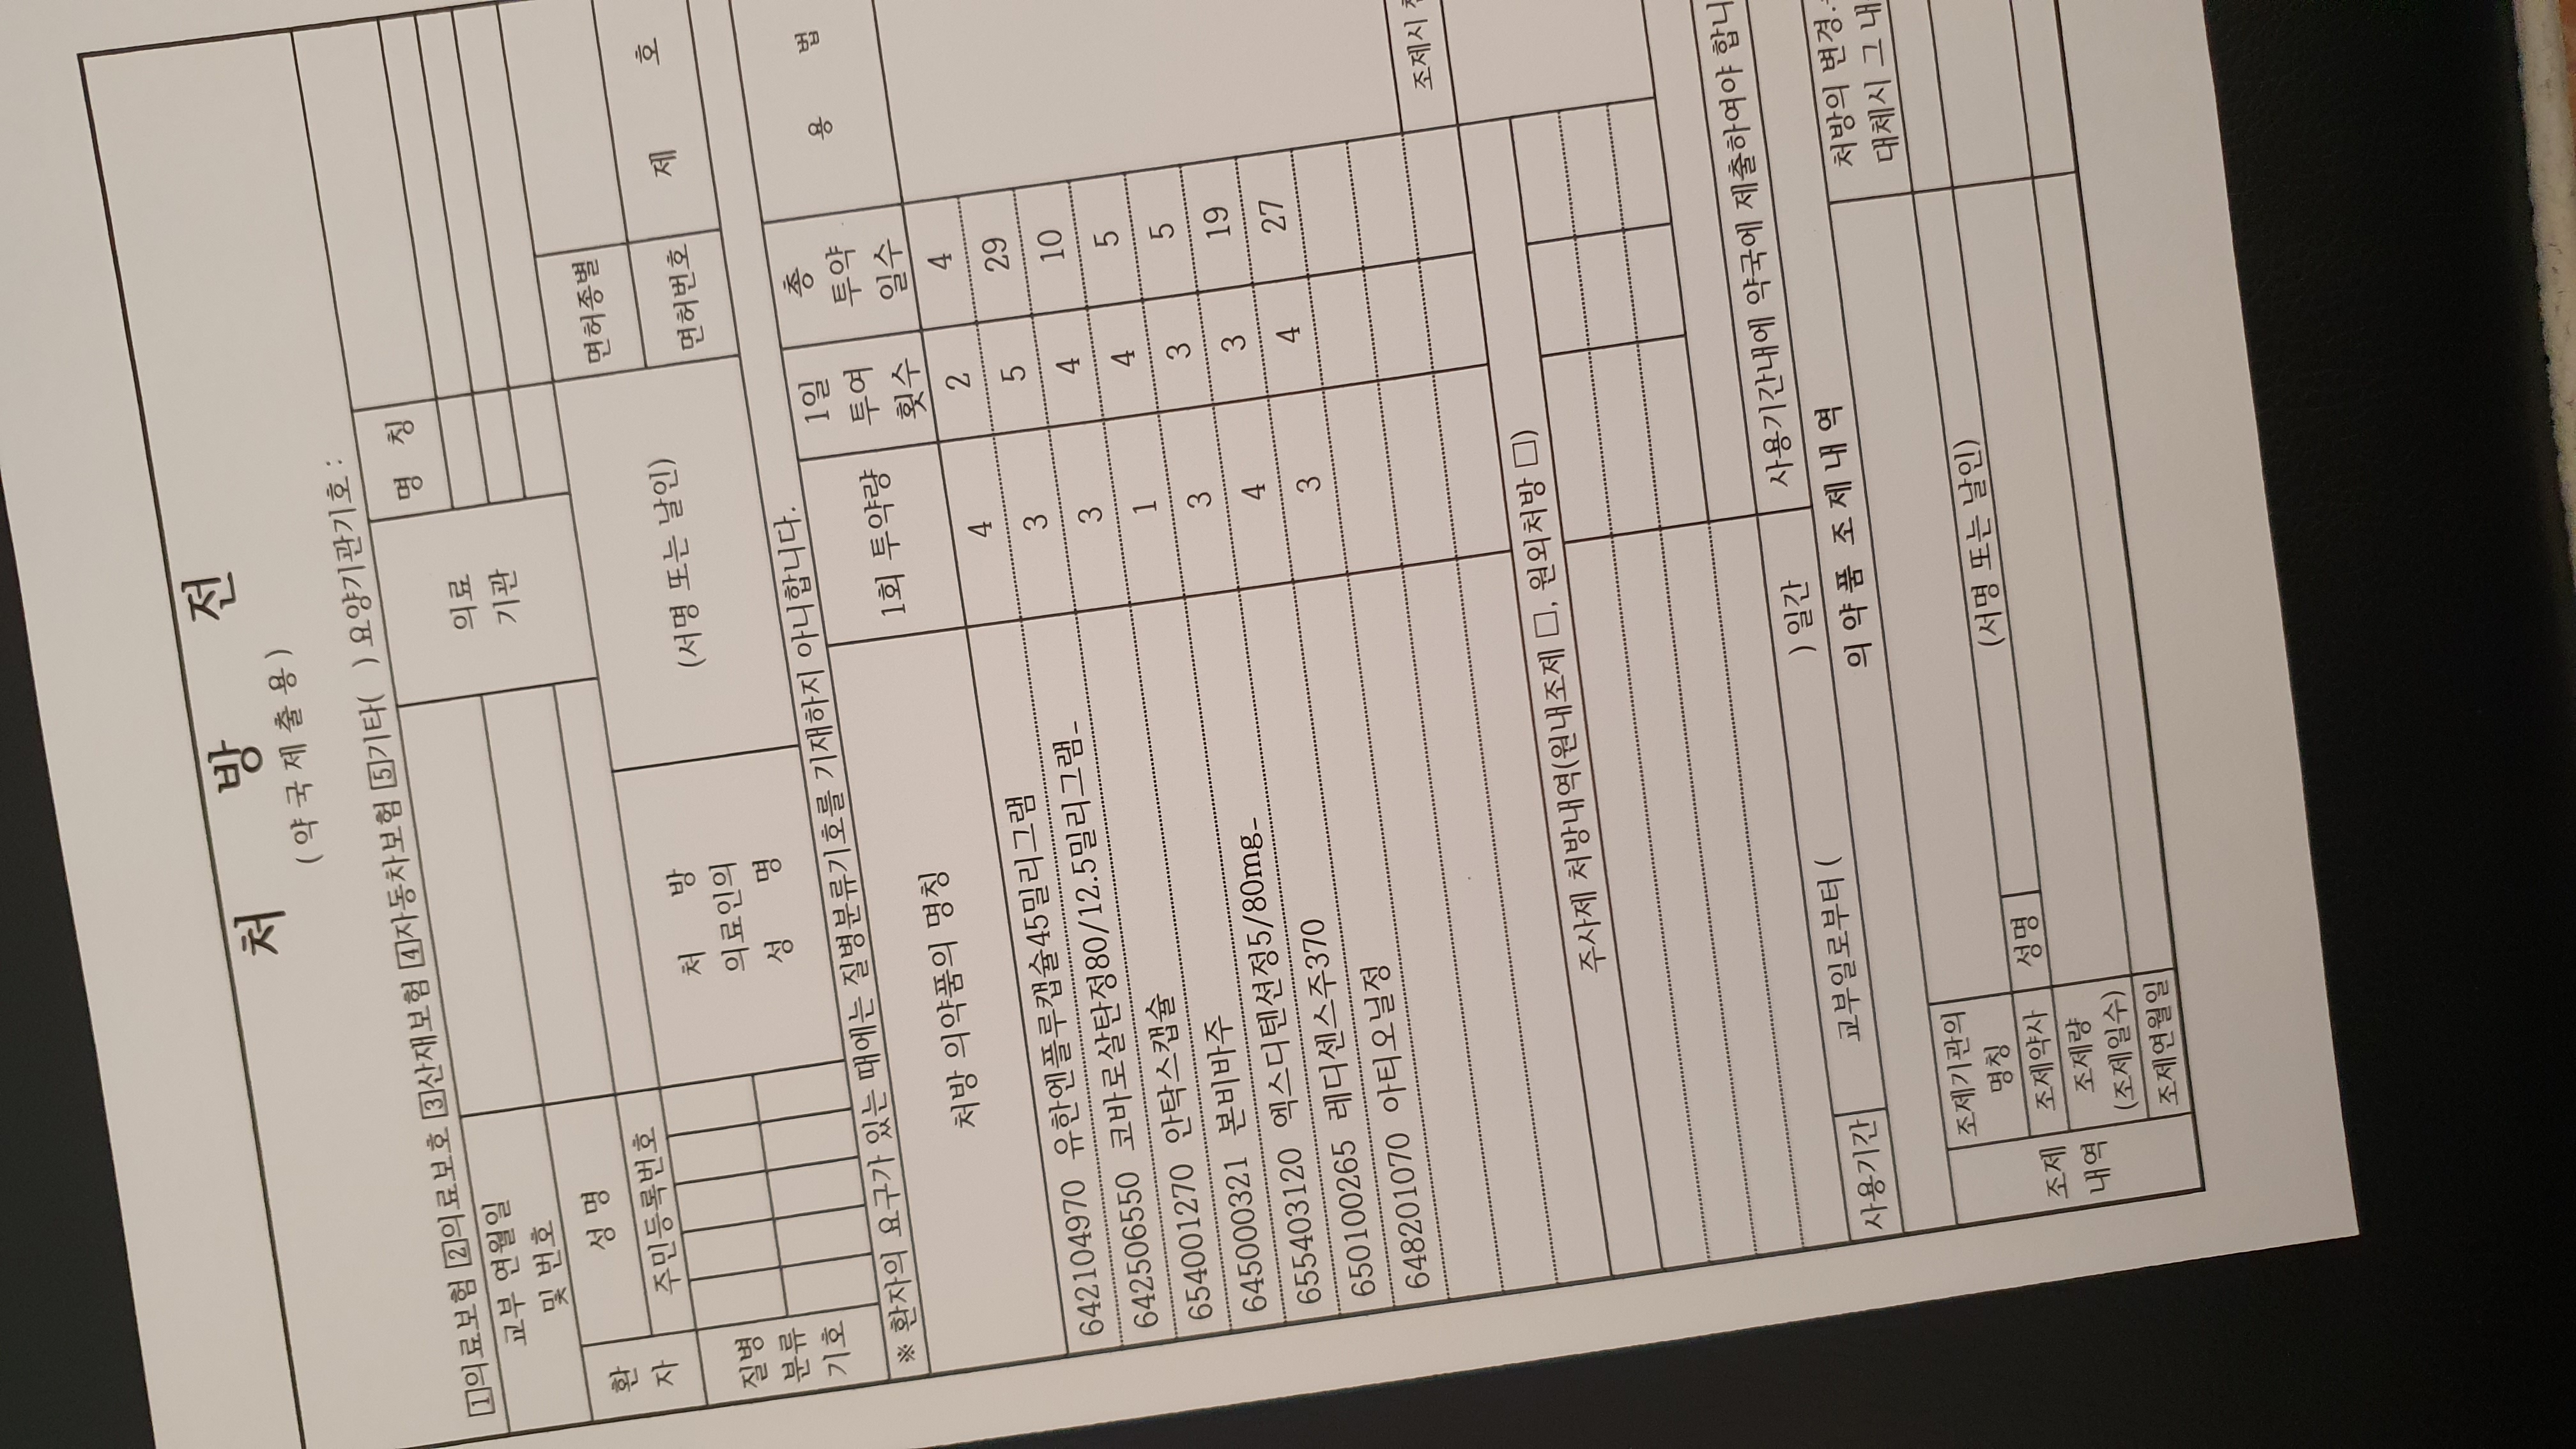 처 방 전
(약국제출용)
1의료보험 2의료보호 3산재보험 4자동차보험 5기타( ) 요양기관기호 :
교부 연월일
및 번호
의료
기관
명 칭
환
자
성 명
주민등록번호
처 방
의료인의
성 명
(서명 또는 날인)
면허종별
면허번호
제 호
질병
분류
기호
※ 환자의 요구가 있는 때에는 질병분류기호를 기재하지 아니합니다.
처방 의약품의 명칭
1회 투약량
1일
투여
횟수
총
투약
일수
용 법
642104970 유한엔플루캡슐45밀리그램 4 2 4
642506550 코바로살탄정80/12.5밀리그램_ 3 5 29
654001270 안탁스캡슐 3 4 10
645000321 본비바주 1 4 5
655403120 엑스디텐션정5/80mg_ 3 3 5
650100265 레디센스주370 4 3 19
648201070 아티오닐정 3 4 27
조제시
주사제 처방내역(원내조제 □, 원외처방 □)
사용기간
교부일로부터 ( ) 일간
사용기간내에 약국에 제출하여야 합니
의 약 품 조 제 내 역
처방의 변경.
대체시 그 내
조제
내역
조제기관의
명칭
조제약사
성명
(서명 또는 날인)
조제량
(조제일수)
조제연월일